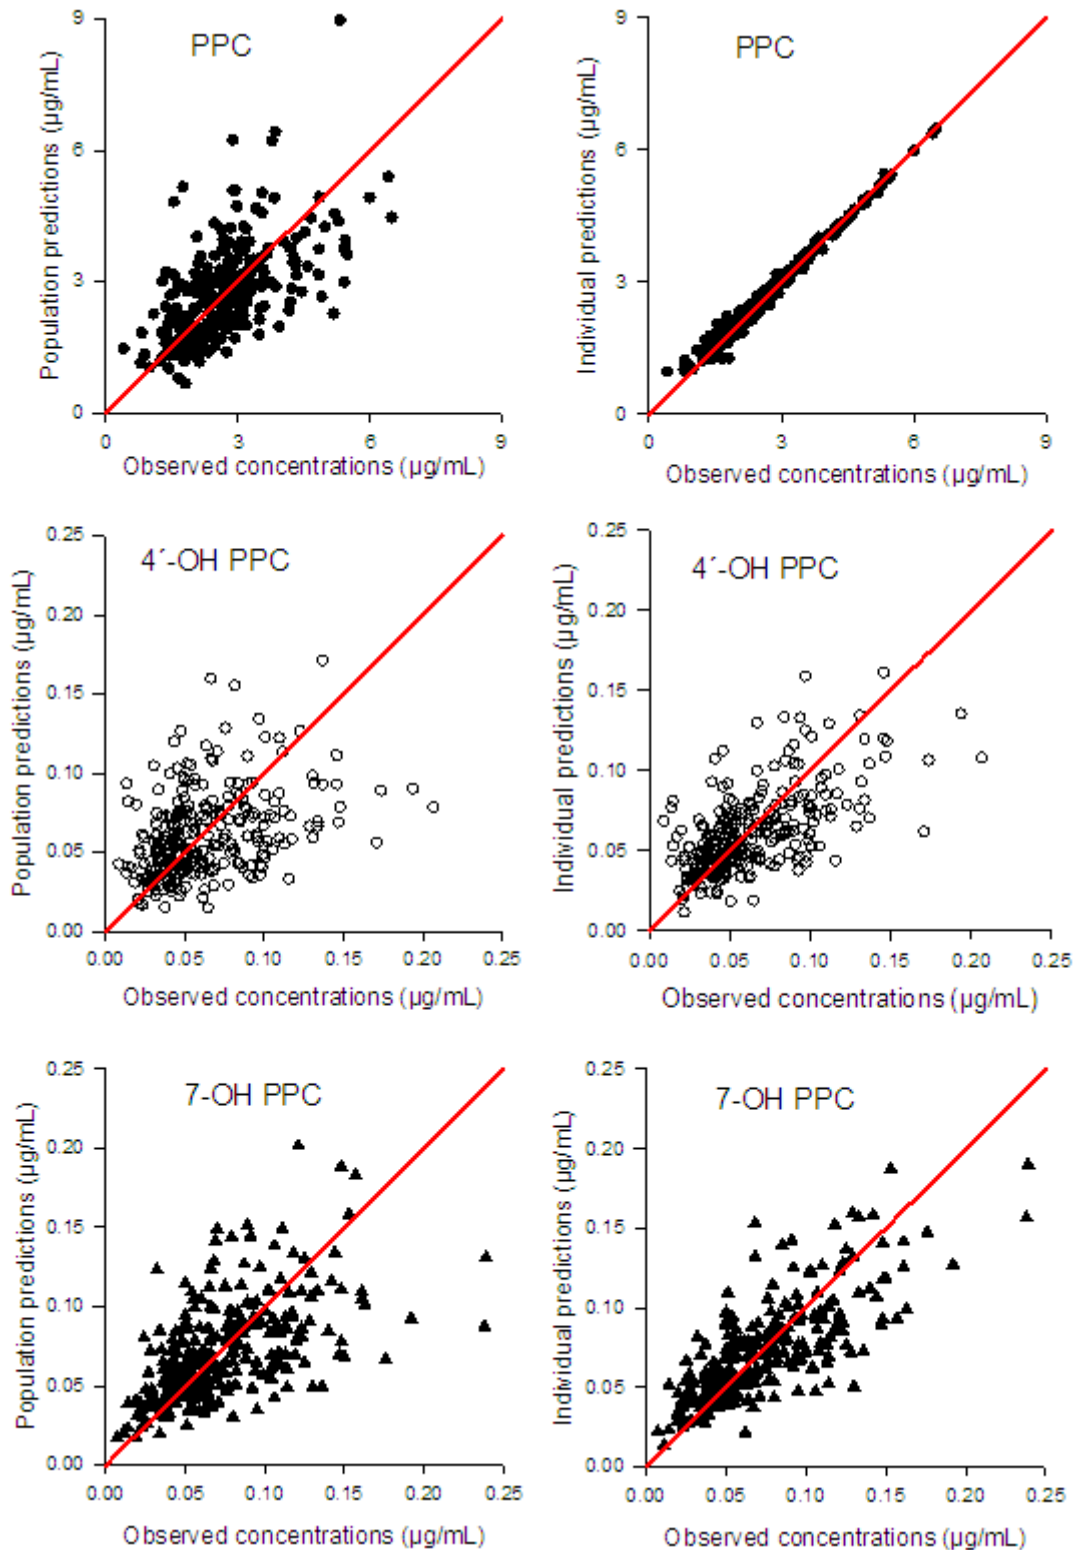 PPC
Population predictions (µg/mL)
9
6
3
0
0 3 6 9
Observed concentrations (µg/mL)
PPC
Individual predictions (µg/mL)
9
6
3
0
0 3 6 9
Observed concentrations (µg/mL)
4´-OH PPC
Population predictions (µg/mL)
0.25
0.20
0.15
0.10
0.05
0.00
0.00 0.05 0.10 0.15 0.20 0.25
Observed concentrations (µg/mL)
4´-OH PPC
Individual predictions (µg/mL)
0.25
0.20
0.15
0.10
0.05
0.00
0.00 0.05 0.10 0.15 0.20 0.25
Observed concentrations (µg/mL)
7-OH PPC
Population predictions (µg/mL)
0.25
0.20
0.15
0.10
0.05
0.00
0.00 0.05 0.10 0.15 0.20 0.25
Observed concentrations (µg/mL)
7-OH PPC
Individual predictions (µg/mL)
0.25
0.20
0.15
0.10
0.05
0.00
0.00 0.05 0.10 0.15 0.20 0.25
Observed concentrations (µg/mL)